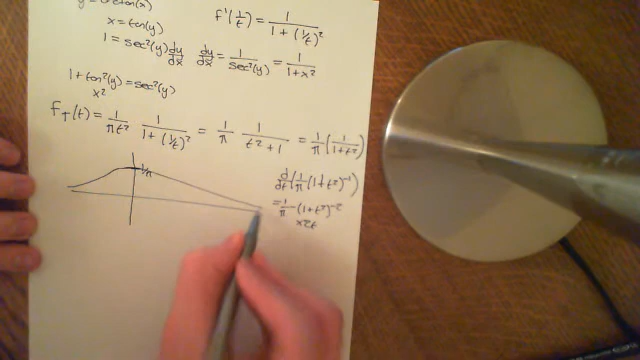 y = arctan(x)
x = tan(y)
1 = sec²(y) dy/dx   dy/dx = 1/sec²(y) = 1/(1+x²)
f'(1/t) = 1/(1+(1/t)²)
1 + tan²(y) = sec²(y)
x²
f_T(t) = 1/(πt²) 1/(1+(1/t)²) = 1/π 1/(t²+1) = 1/π (1/(1+t²))
1/π
d/dt (1/π (1+t²)⁻¹)
= 1/π -(1+t²)⁻²
x2t